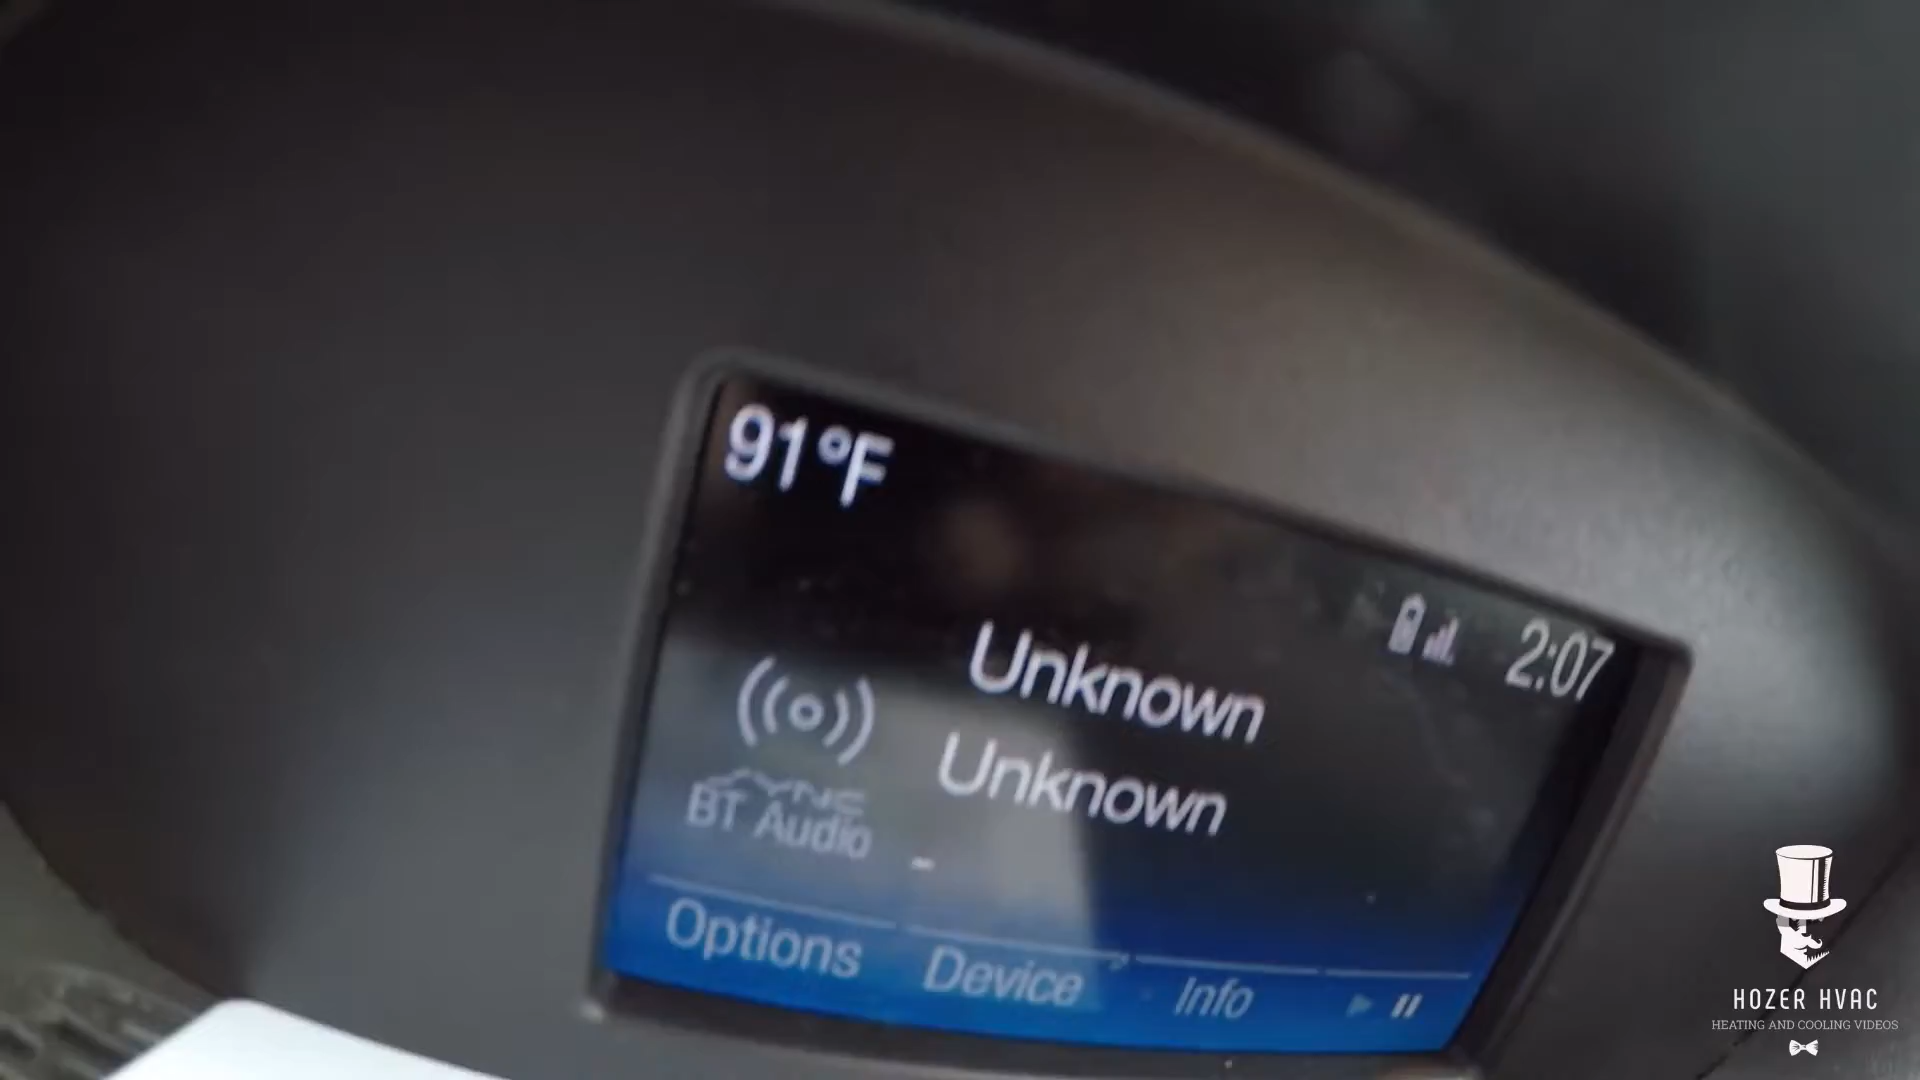 91°F
2:07
Unknown
Unknown
SYNC
BT Audio
-
Options Device Info
HOZER HVAC
HEATING AND COOLING VIDEOS